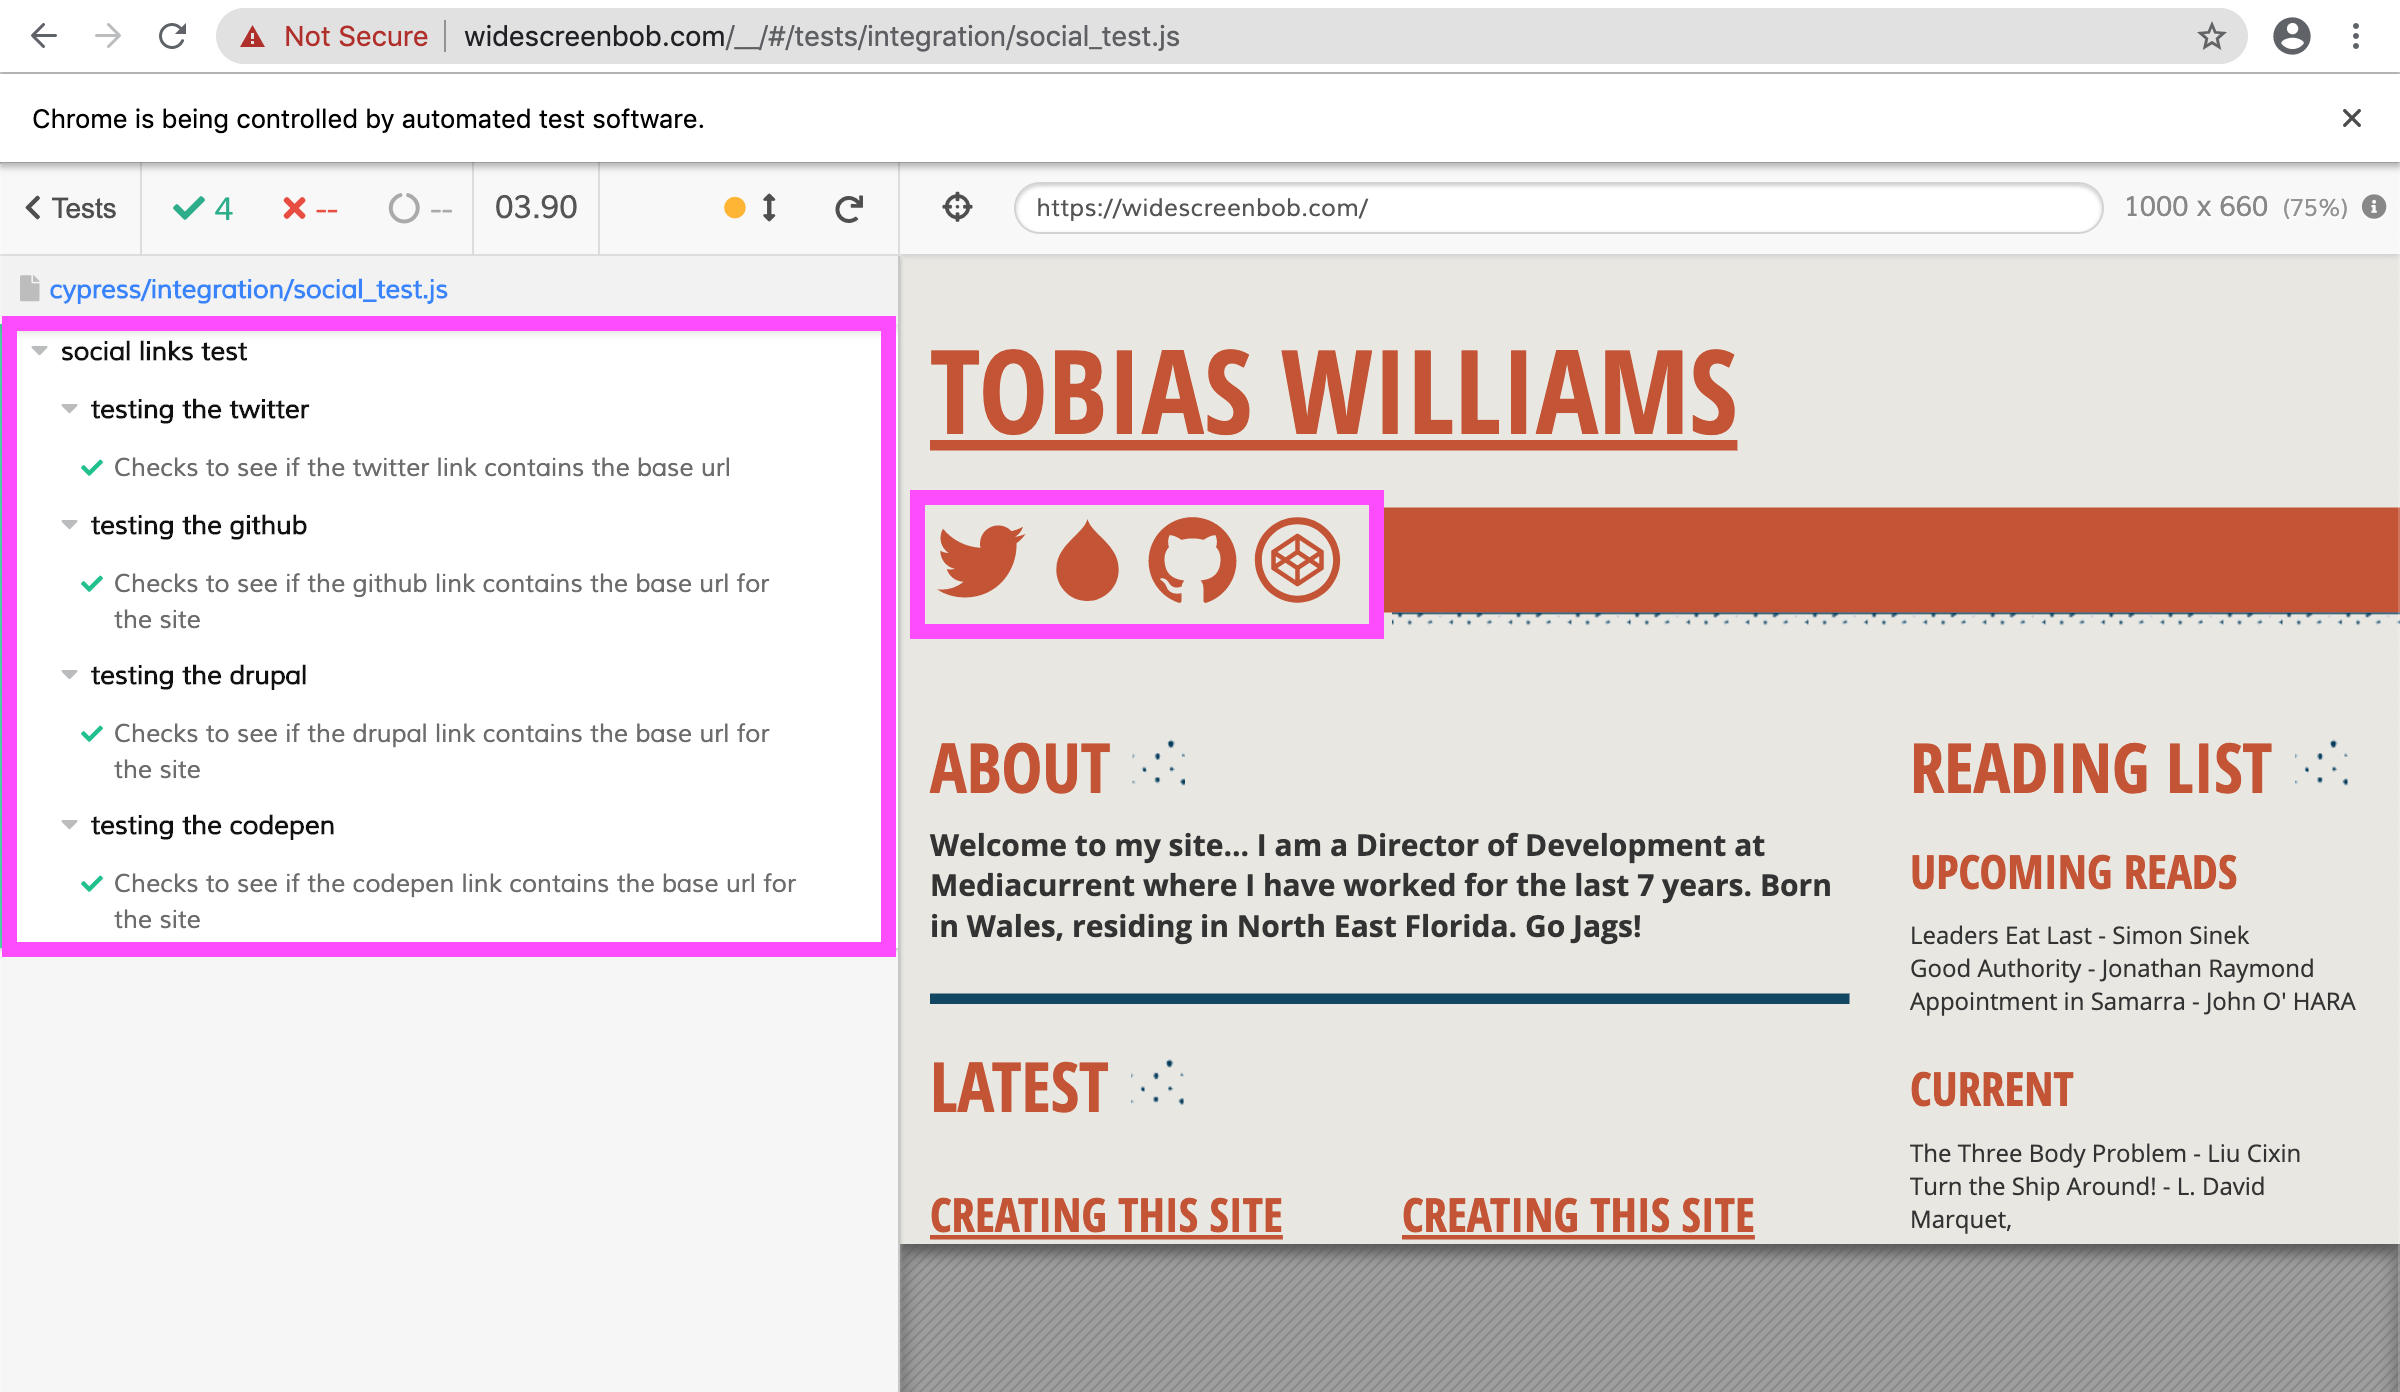 Not Secure
widescreenbob.com/__/#/tests/integration/social_test.js
Chrome is being controlled by automated test software.
Tests 4 -- -- 03.90
https://widescreenbob.com/
1000 x 660 (75%)
cypress/integration/social_test.js
social links test
testing the twitter
Checks to see if the twitter link contains the base url
testing the github
Checks to see if the github link contains the base url for
the site
testing the drupal
Checks to see if the drupal link contains the base url for
the site
testing the codepen
Checks to see if the codepen link contains the base url for
the site
TOBIAS WILLIAMS
ABOUT
Welcome to my site... I am a Director of Development at
Mediacurrent where I have worked for the last 7 years. Born
in Wales, residing in North East Florida. Go Jags!
LATEST
CREATING THIS SITE
CREATING THIS SITE
READING LIST
UPCOMING READS
Leaders Eat Last - Simon Sinek
Good Authority - Jonathan Raymond
Appointment in Samarra - John O' HARA
CURRENT
The Three Body Problem - Liu Cixin
Turn the Ship Around! - L. David
Marquet,